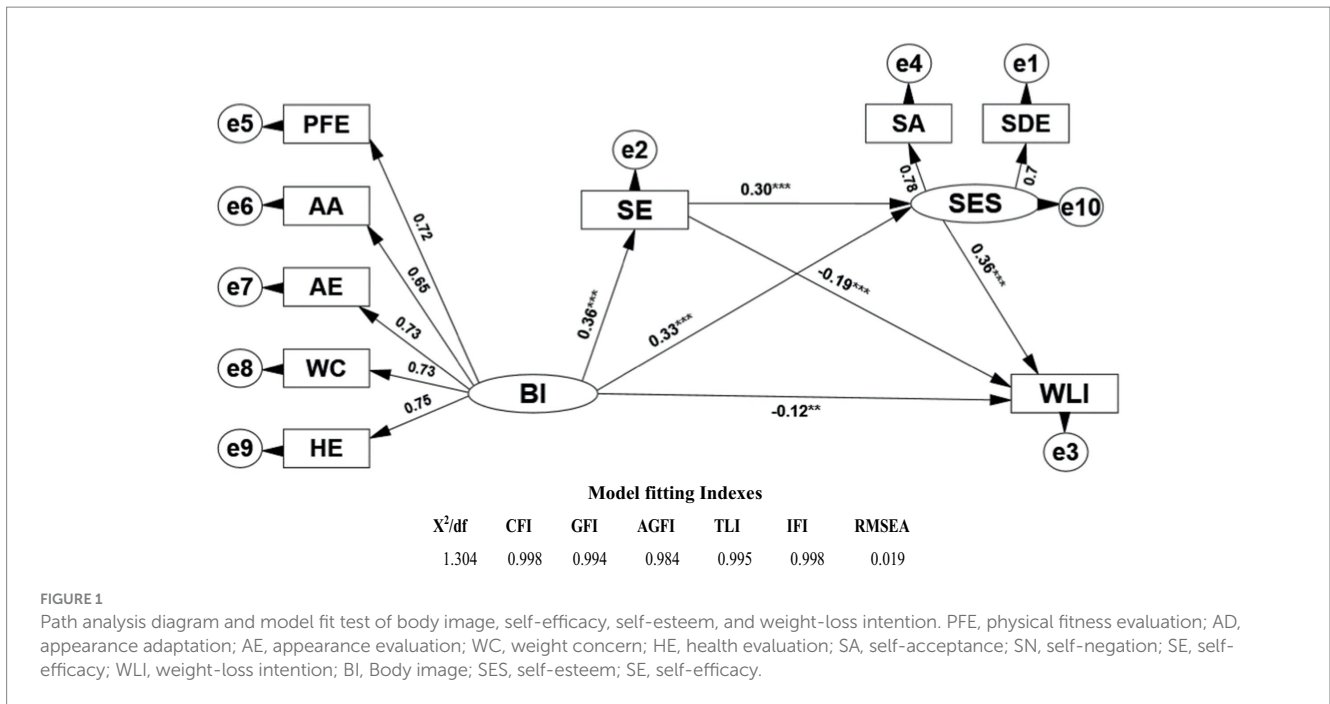 e4
e1
e5
PFE
SA
SDE
e2
0.78
0.7
e6
AA
0.72
SE
0.30***
SES
e10
0.65
e7
AE
-0.19***
0.36***
0.73
0.36***
0.33***
e8
WC
0.73
BI
WLI
0.75
-0.12**
e9
HE
e3
Model fitting Indexes
X²/df CFI GFI AGFI TLI IFI RMSEA
1.304 0.998 0.994 0.984 0.995 0.998 0.019
FIGURE 1
Path analysis diagram and model fit test of body image, self-efficacy, self-esteem, and weight-loss intention. PFE, physical fitness evaluation; AD,
appearance adaptation; AE, appearance evaluation; WC, weight concern; HE, health evaluation; SA, self-acceptance; SN, self-negation; SE, self-
efficacy; WLI, weight-loss intention; BI, Body image; SES, self-esteem; SE, self-efficacy.